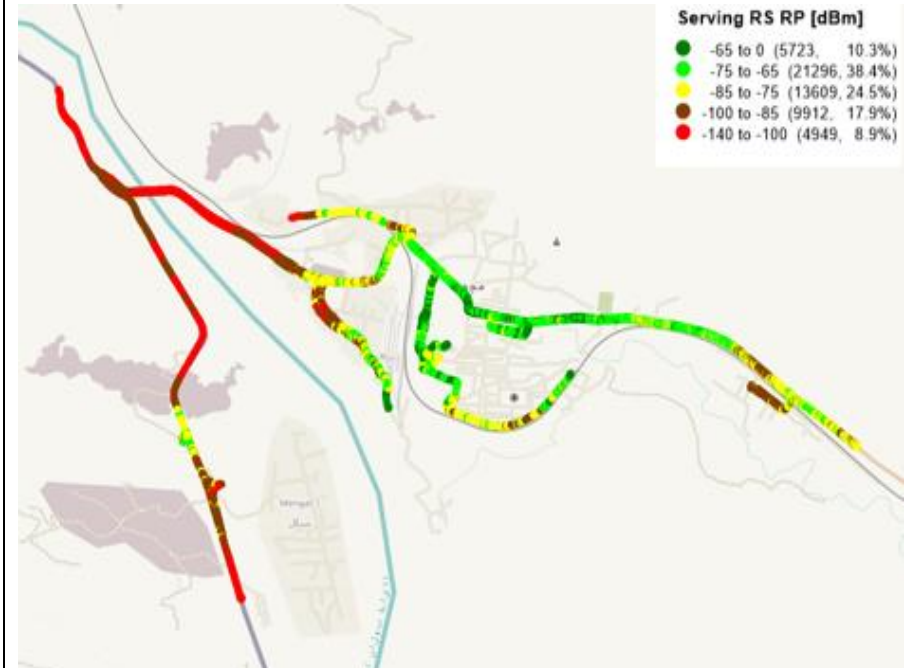 Serving RS RP [dBm]
-65 to 0 (5723, 10.3%)
-75 to -65 (21296, 38.4%)
-85 to -75 (13609, 24.5%)
-100 to -85 (9912, 17.9%)
-140 to -100 (4949, 8.9%)
Mengal